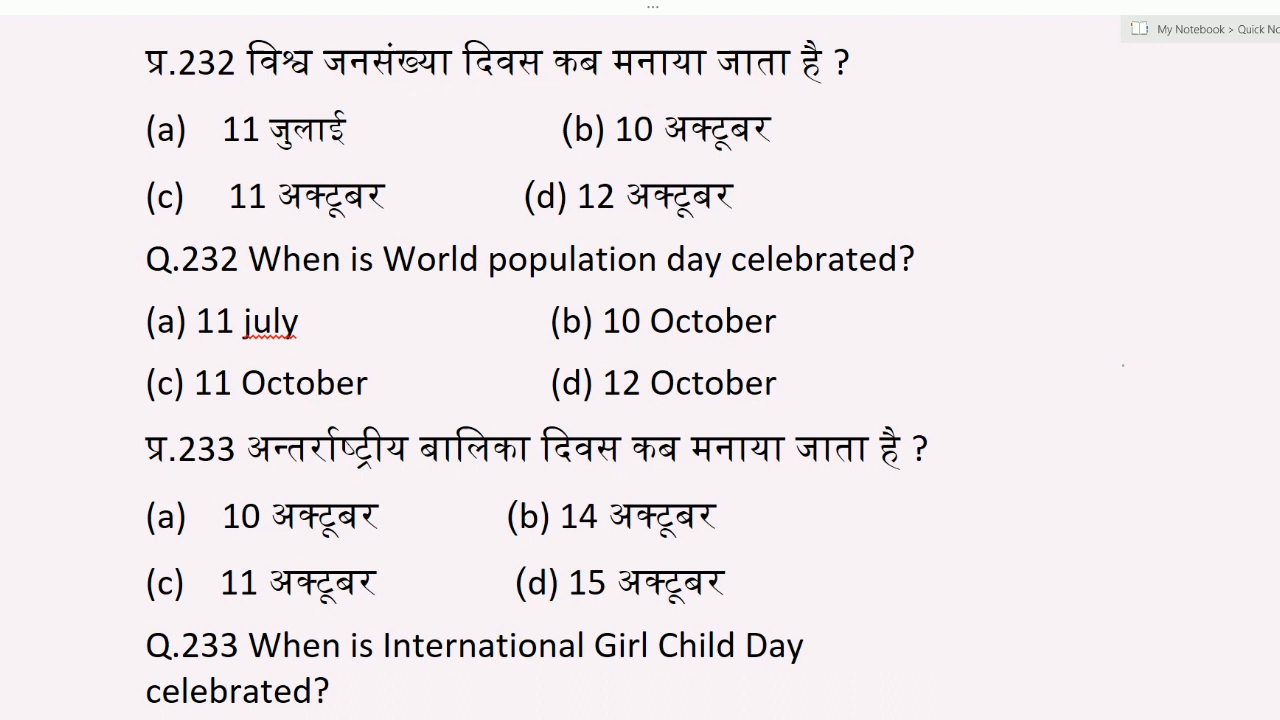 ...
My Notebook > Quick No
प्र.232 विश्व जनसंख्या दिवस कब मनाया जाता है ?
(a) 11 जुलाई (b) 10 अक्टूबर
(c) 11 अक्टूबर (d) 12 अक्टूबर
Q.232 When is World population day celebrated?
(a) 11 july (b) 10 October
(c) 11 October (d) 12 October
प्र.233 अन्तर्राष्ट्रीय बालिका दिवस कब मनाया जाता है ?
(a) 10 अक्टूबर (b) 14 अक्टूबर
(c) 11 अक्टूबर (d) 15 अक्टूबर
Q.233 When is International Girl Child Day
celebrated?